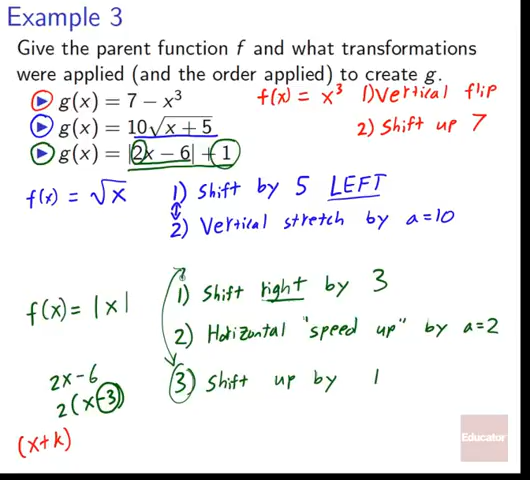 Example 3
Give the parent function f and what transformations
were applied (and the order applied) to create g.
g(x) = 7 − x³
f(x) = x³ 1) Vertical flip
2) Shift up 7
g(x) = 10√(x + 5)
g(x) = |2x − 6| + 1
f(x) = √x
1) Shift by 5 LEFT
2) Vertical stretch by a=10
f(x) = |x|
1) Shift right by 3
2) Horizontal "speed up" by a=2
3) Shift up by 1
2x-6
2(x-3)
(x+k)
Educator